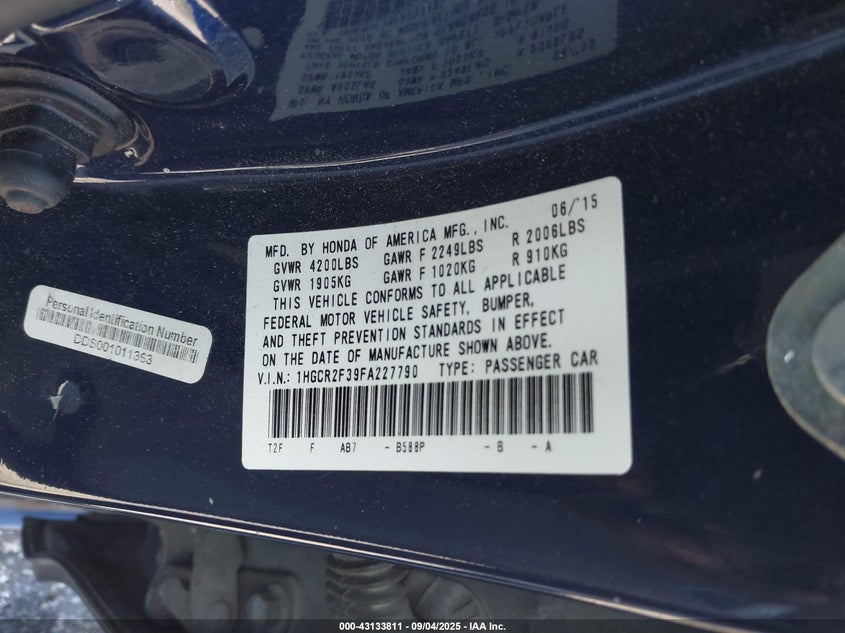 06/'15
MFD. BY HONDA OF AMERICA MFG., INC.
GVWR 4200LBS GAWR F 2249LBS R 2006LBS
GVWR 1905KG GAWR F 1020KG R 910KG
THIS VEHICLE CONFORMS TO ALL APPLICABLE
FEDERAL MOTOR VEHICLE SAFETY, BUMPER,
AND THEFT PREVENTION STANDARDS IN EFFECT
ON THE DATE OF MANUFACTURE SHOWN ABOVE.
V.I.N.: 1HGCR2F39FA227790 TYPE: PASSENGER CAR
T2F F AB7 - B588P - B - A
Personal Identification Number
DDS001011363
000-43133811 - 09/04/2025 - IAA Inc.